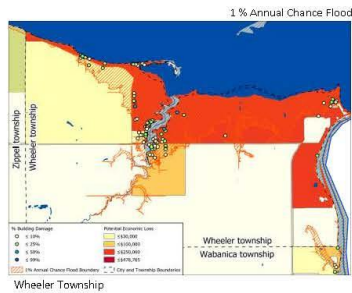 1 % Annual Chance Flood
Zippel township
Wheeler township
Wheeler township
Wabanica township
% Building Damage
≤ 10%
≤ 25%
≤ 50%
Potential Economic Loss
≤$50,000
≤$100,000
≤$250,000
≤$478,783
1% Annual Chance Flood Boundary
City and Township Boundaries
Wheeler Township